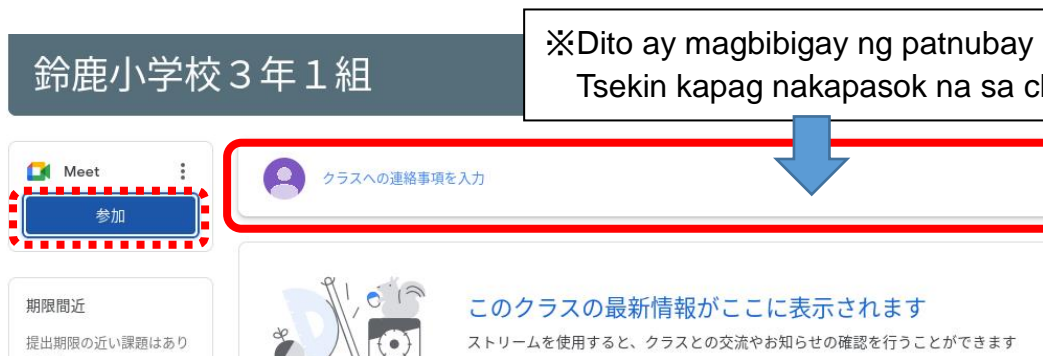 ※Dito ay magbibigay ng patnubay
Tsekin kapag nakapasok na sa
鈴鹿小学校３年１組
Meet
参加
クラスへの連絡事項を入力
期限間近
提出期限の近い課題はあり
このクラスの最新情報がここに表示されます
ストリームを使用すると、クラスとの交流やお知らせの確認を行うことができます